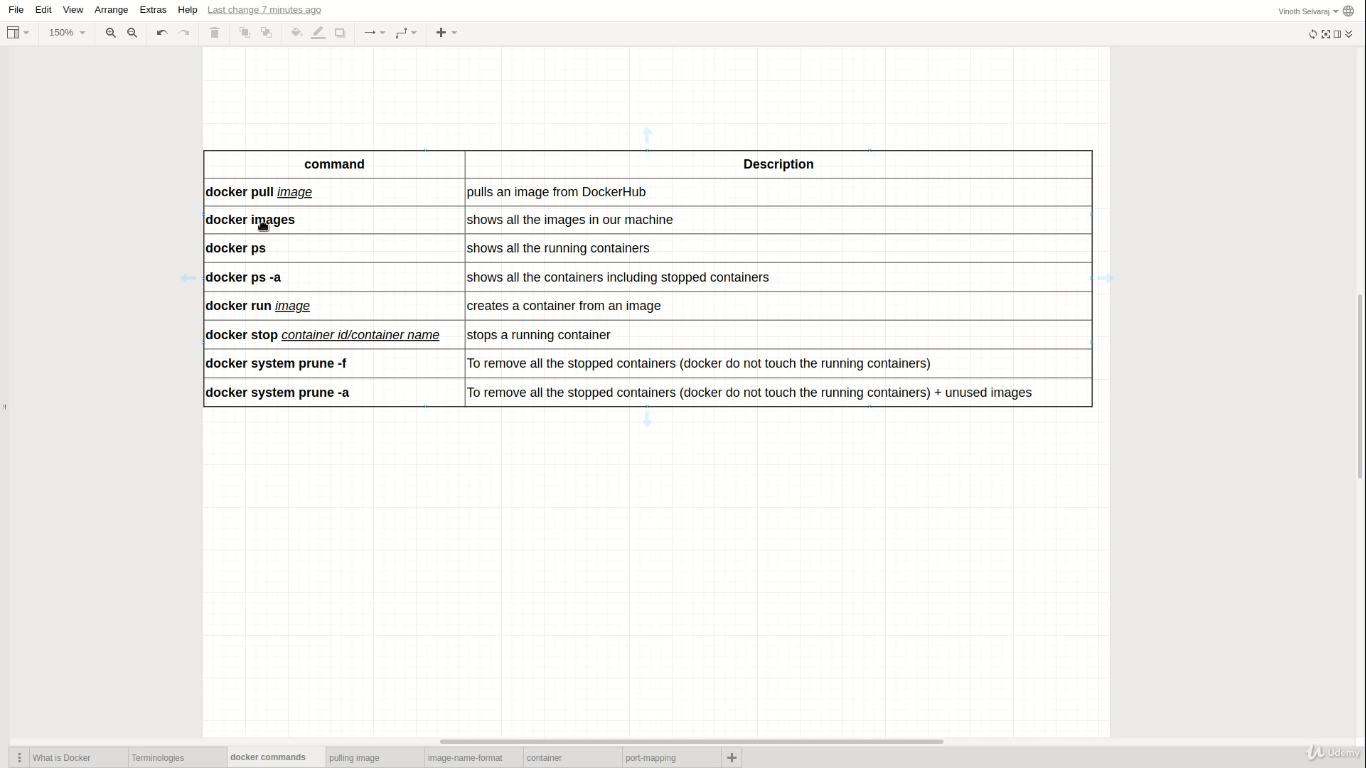 File Edit View Arrange Extras Help Last change 7 minutes ago
Vinoth Selvaraj
150%
command Description
docker pull image pulls an image from DockerHub
docker images shows all the images in our machine
docker ps shows all the running containers
docker ps -a shows all the containers including stopped containers
docker run image creates a container from an image
docker stop container id/container name stops a running container
docker system prune -f To remove all the stopped containers (docker do not touch the running containers)
docker system prune -a To remove all the stopped containers (docker do not touch the running containers) + unused images
What is Docker Terminologies docker commands pulling image image-name-format container port-mapping
Udemy